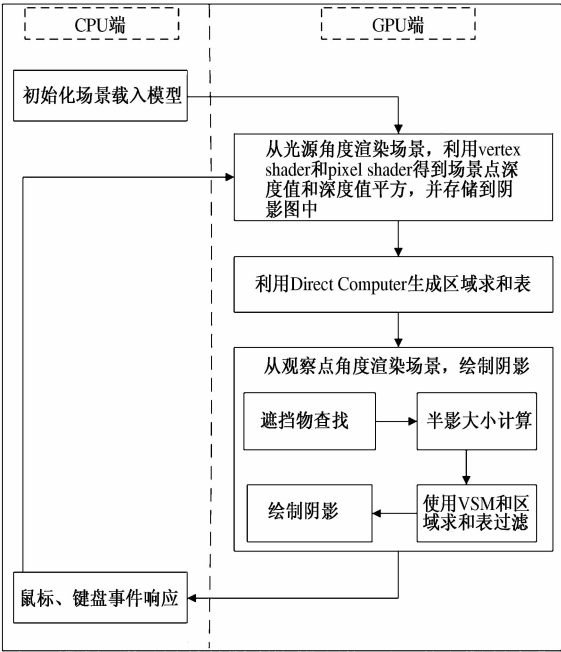 CPU端
GPU端
初始化场景载入模型
从光源角度渲染场景，利用vertex
shader和pixel shader得到场景点深
度值和深度值平方，并存储到阴
影图中
利用Direct Computer生成区域求和表
从观察点角度渲染场景，绘制阴影
遮挡物查找
半影大小计算
绘制阴影
使用VSM和区
域求和表过滤
鼠标、键盘事件响应